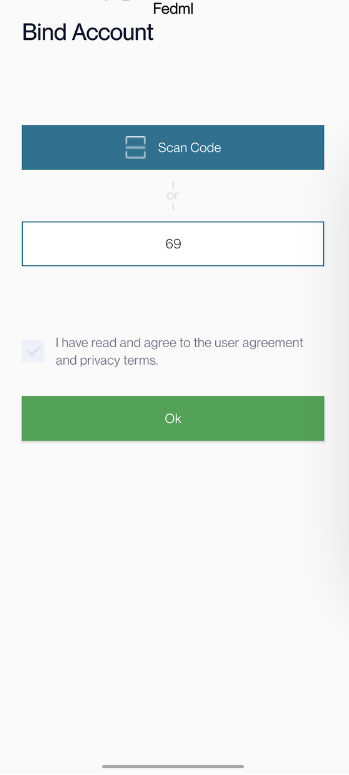 Fedml
Bind Account
Scan Code
or
69
I have read and agree to the user agreement
and privacy terms.
Ok